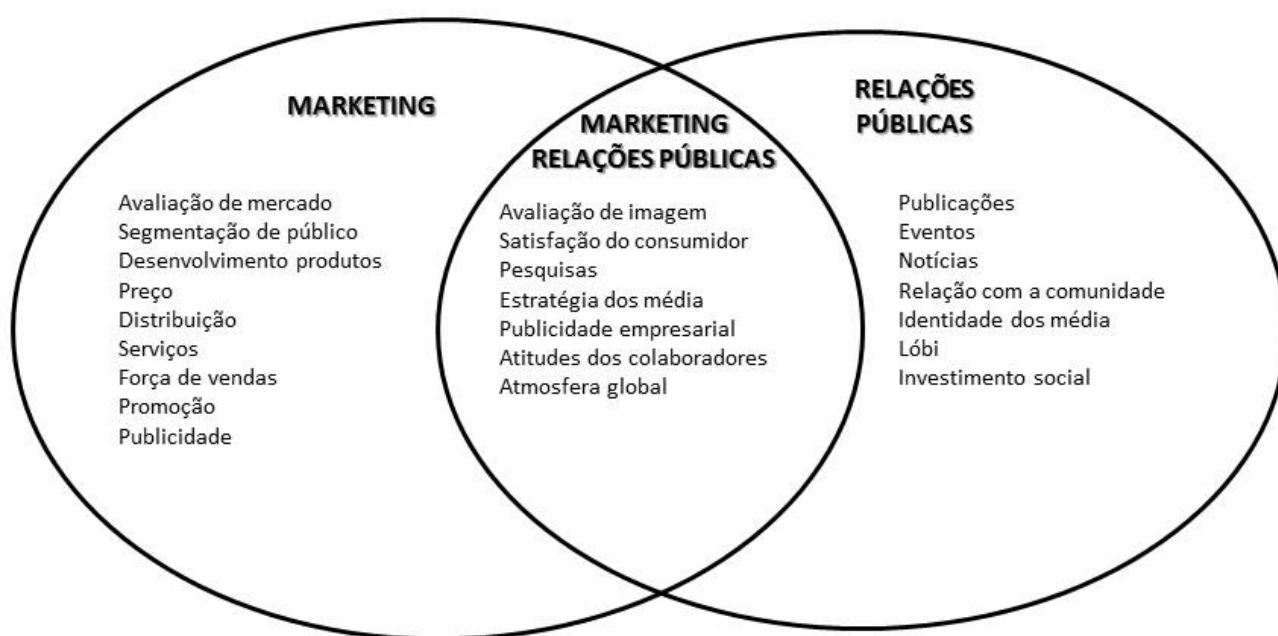 MARKETING
Avaliação de mercado
Segmentação de público
Desenvolvimento produtos
Preço
Distribuição
Serviços
Força de vendas
Promoção
Publicidade
MARKETING
RELAÇÕES PÚBLICAS
Avaliação de imagem
Satisfação do consumidor
Pesquisas
Estratégia dos média
Publicidade empresarial
Atitudes dos colaboradores
Atmosfera global
RELAÇÕES
PÚBLICAS
Publicações
Eventos
Notícias
Relação com a comunidade
Identidade dos média
Lóbi
Investimento social